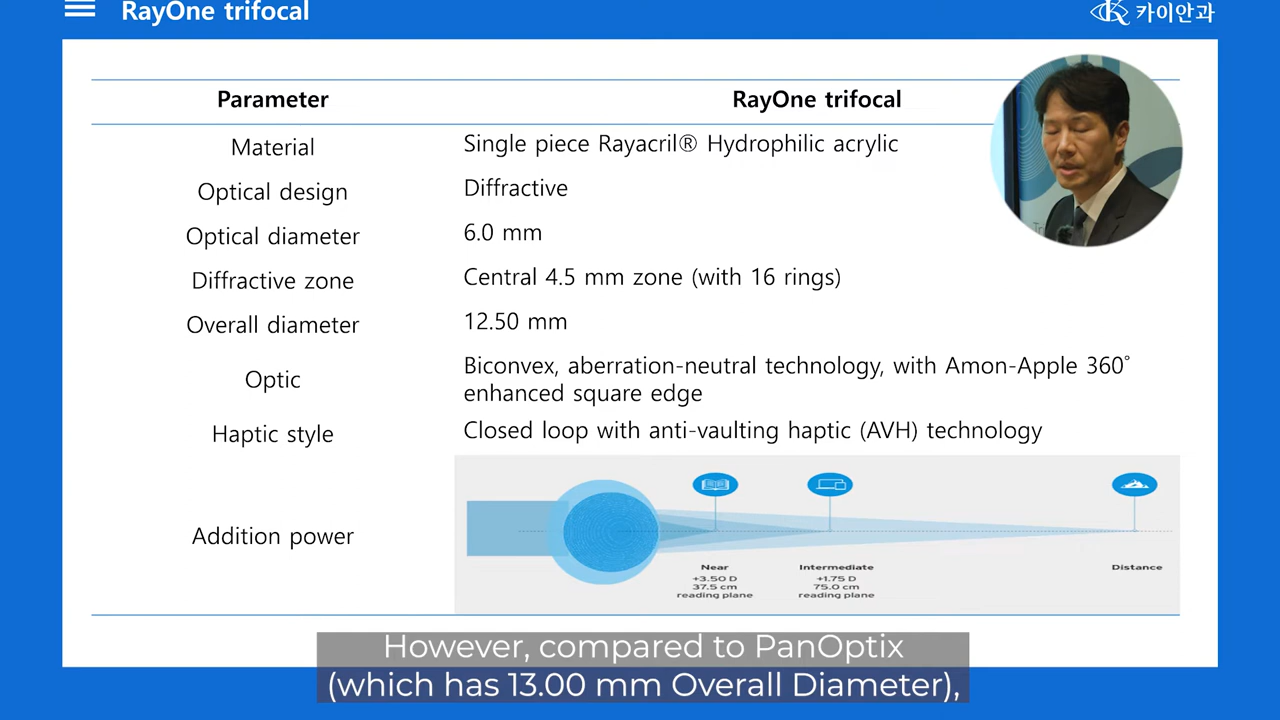 RayOne trifocal
카이안과
Parameter
RayOne trifocal
Material
Single piece Rayacril® Hydrophilic acrylic
Optical design
Diffractive
Optical diameter
6.0 mm
Diffractive zone
Central 4.5 mm zone (with 16 rings)
Overall diameter
12.50 mm
Optic
Biconvex, aberration-neutral technology, with Amon-Apple 360˚
enhanced square edge
Haptic style
Closed loop with anti-vaulting haptic (AVH) technology
Addition power
Near
+3.50 D
37.5 cm
reading plane
Intermediate
+1.75 D
75.0 cm
reading plane
Distance
However, compared to PanOptix
(which has 13.00 mm Overall Diameter),